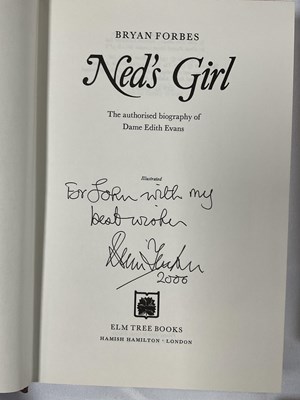 BRYAN FORBES
Ned's Girl
The authorised biography of
Dame Edith Evans
Illustrated
For John with my
best wishes
2000
ELM TREE BOOKS
HAMISH HAMILTON · LONDON